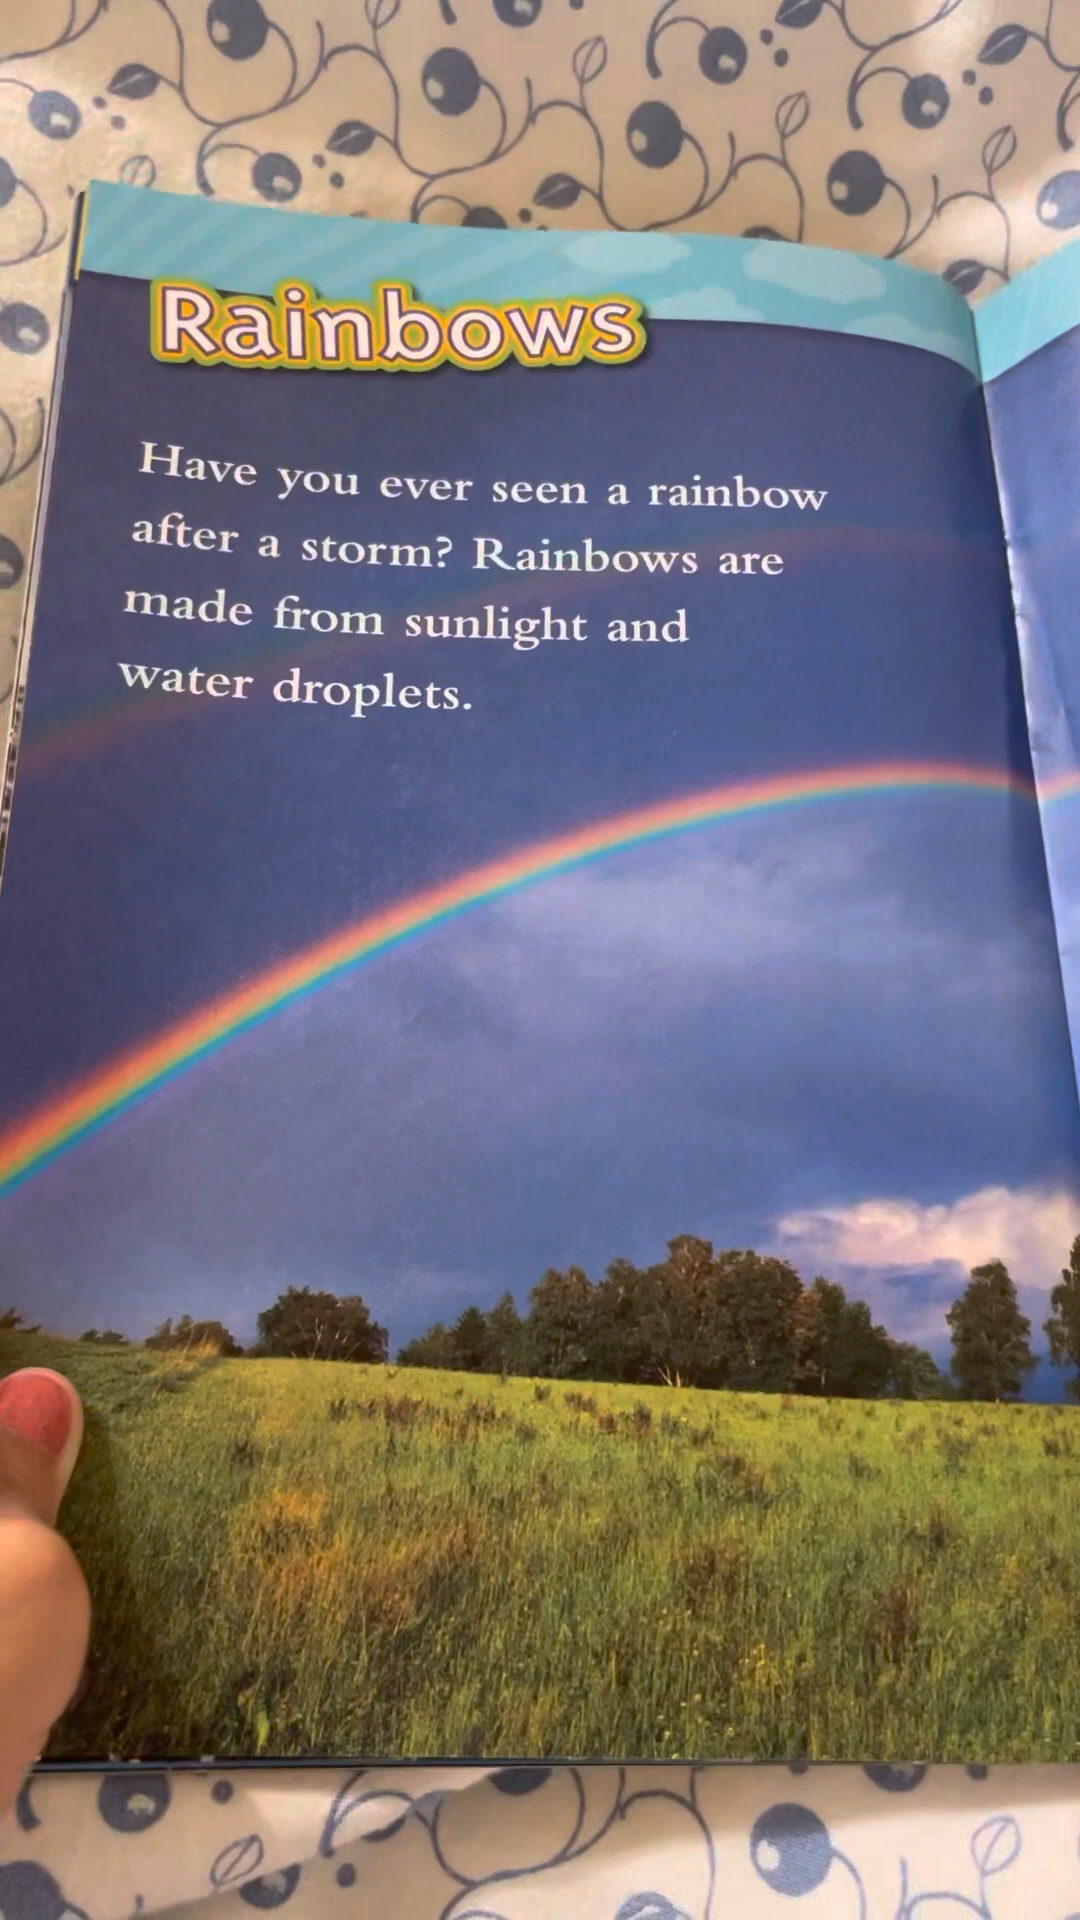 Rainbows
Have you ever seen a rainbow
after a storm? Rainbows are
made from sunlight and
water droplets.